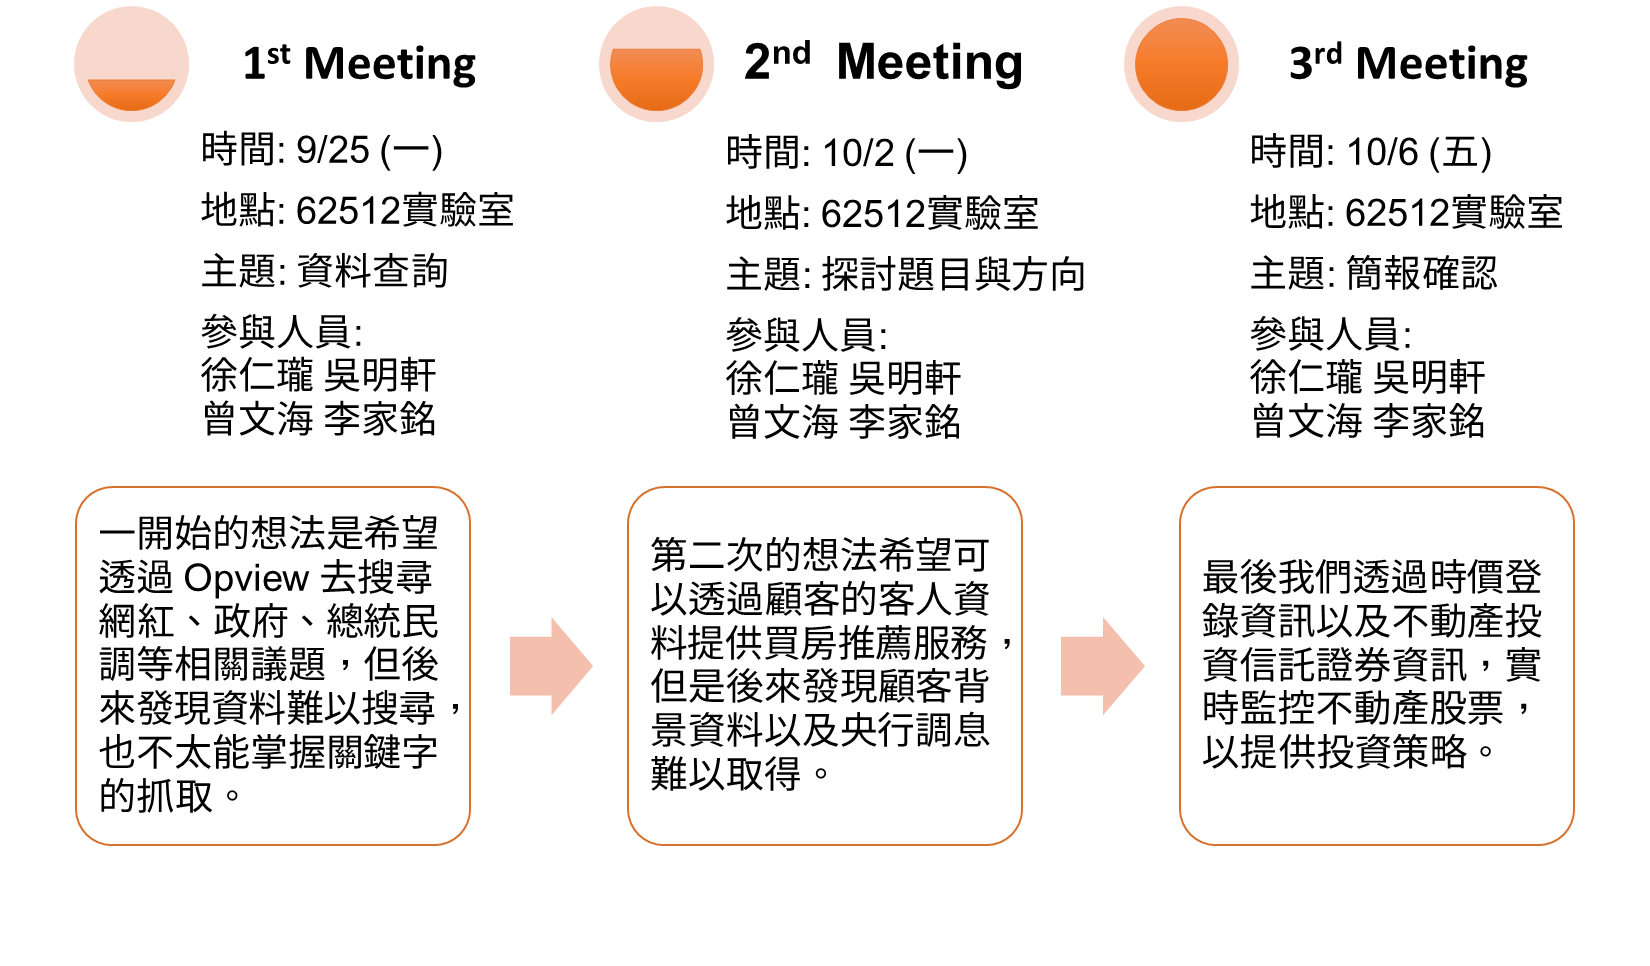 1st Meeting
時間: 9/25 (一)
地點: 62512實驗室
主題: 資料查詢
參與人員:
徐仁瓏 吳明軒
曾文海 李家銘
2nd Meeting
時間: 10/2 (一)
地點: 62512實驗室
主題: 探討題目與方向
參與人員:
徐仁瓏 吳明軒
曾文海 李家銘
3rd Meeting
時間: 10/6 (五)
地點: 62512實驗室
主題: 簡報確認
參與人員:
徐仁瓏 吳明軒
曾文海 李家銘
一開始的想法是希望
透過 Opview 去搜尋
網紅、政府、總統民
調等相關議題，但後
來發現資料難以搜尋，
也不太能掌握關鍵字
的抓取。
第二次的想法希望可
以透過顧客的客人資
料提供買房推薦服務，
但是後來發現顧客背
景資料以及央行調息
難以取得。
最後我們透過時價登
錄資訊以及不動產投
資信託證券資訊，實
時監控不動產股票，
以提供投資策略。